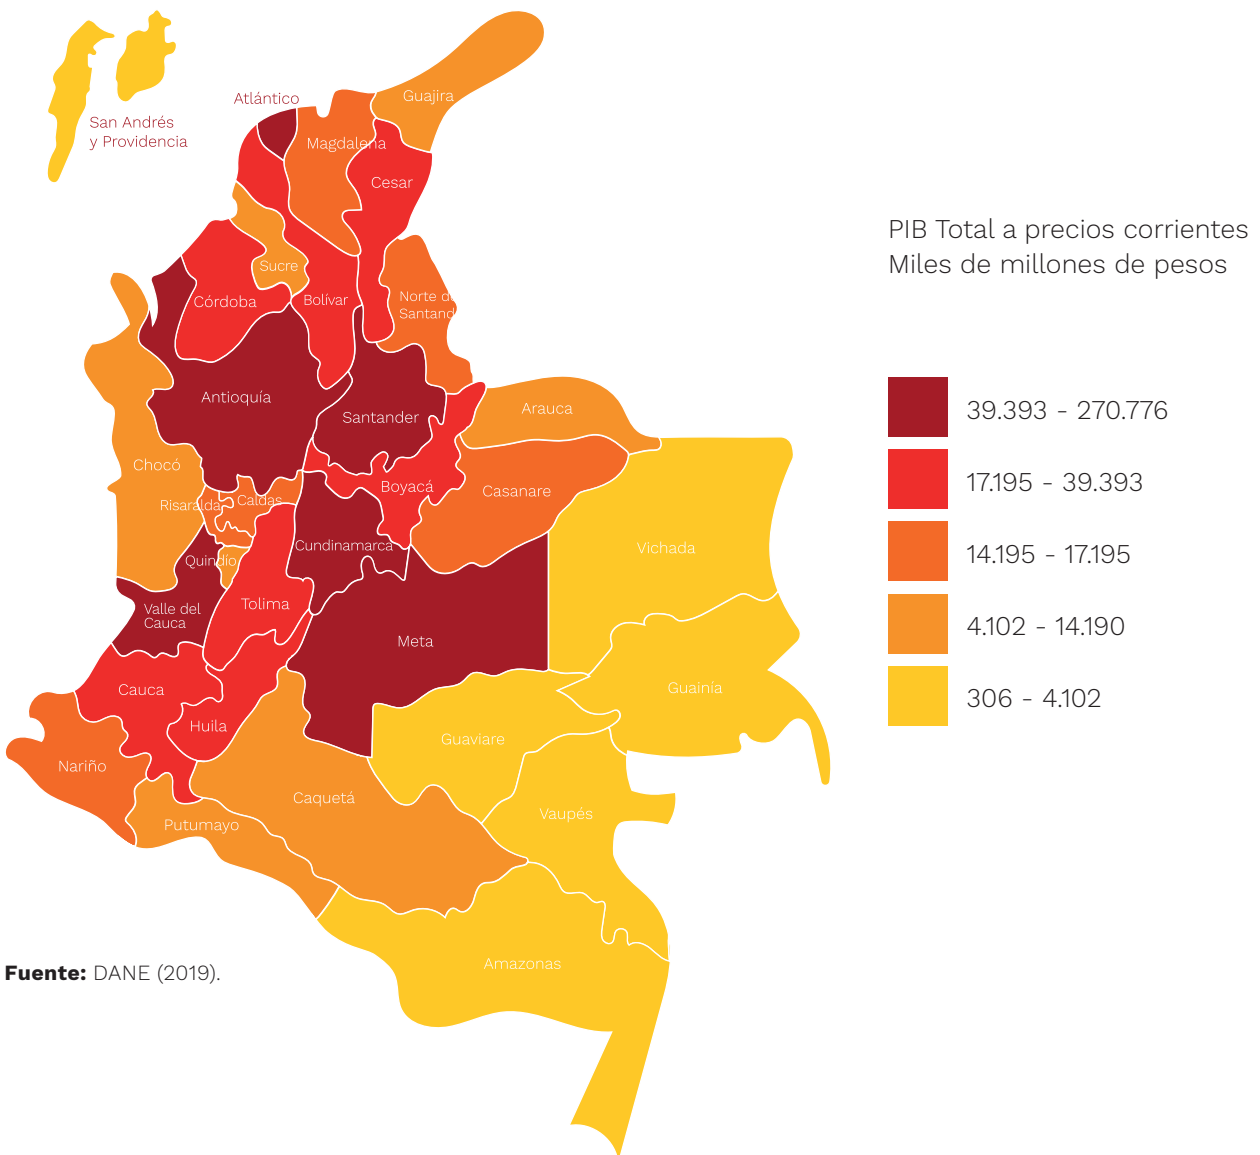 Atlántico
Guajira
San Andrés
y Providencia
Magdalena
Cesar
PIB Total a precios corrientes
Miles de millones de pesos
Sucre
Córdoba
Bolívar
Norte de
Santand
39.393 - 270.776
Antioquía
Santander
Arauca
Chocó
17.195 - 39.393
Boyacá
Casanare
Risaralda
Caldas
Cundinamarca
Vichada
14.195 - 17.195
Quindío
Tolima
Valle del
Cauca
4.102 - 14.190
Meta
Cauca
Guainía
306 - 4.102
Huila
Guaviare
Nariño
Caquetá
Vaupés
Putumayo
Amazonas
Fuente: DANE (2019).